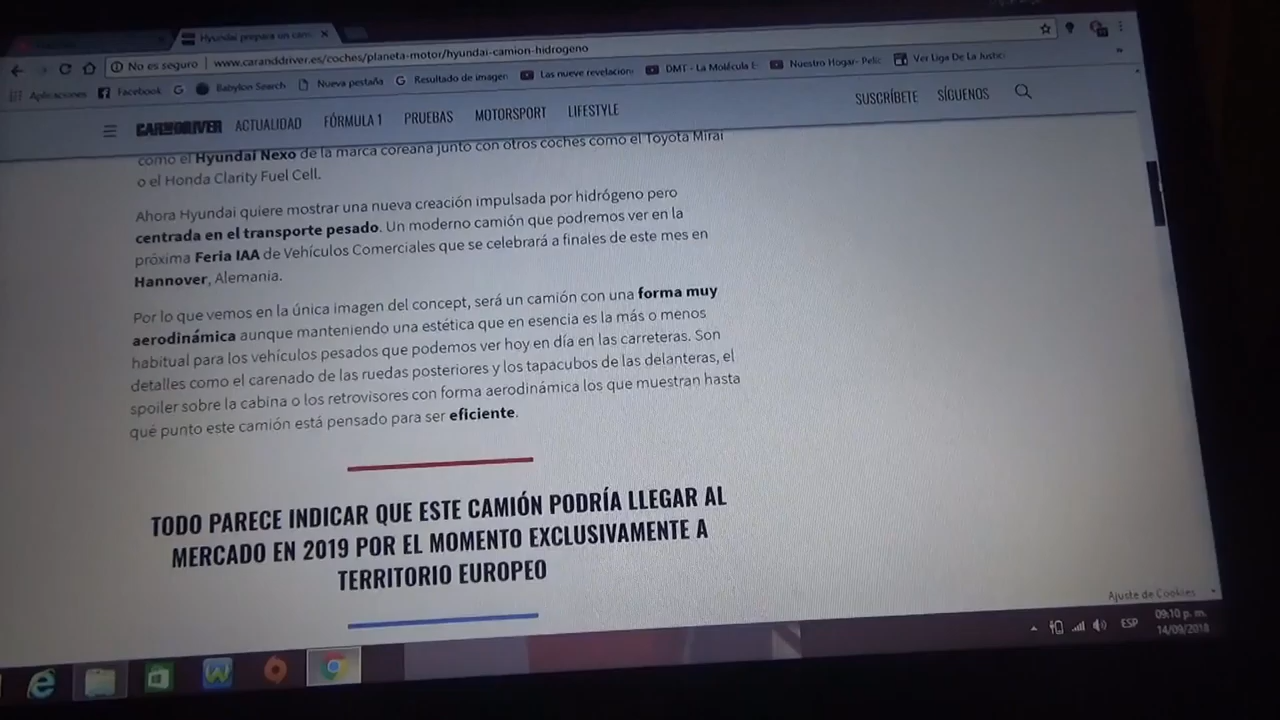 Hyundai prepara un cam
No es seguro | www.caranddriver.es/coches/planeta-motor/hyundai-camion-hidrogeno
Aplicaciones Facebook Babylon Search Nueva pestaña Resultado de imagen Las nueve revelacion DMT - La Molécula E Nuestro Hogar- Pelic Ver Liga De La Justic
CAR AND DRIVER ACTUALIDAD FÓRMULA 1 PRUEBAS MOTORSPORT LIFESTYLE SUSCRÍBETE SÍGUENOS
como el Hyundai Nexo de la marca coreana junto con otros coches como el Toyota Mirai
o el Honda Clarity Fuel Cell.
Ahora Hyundai quiere mostrar una nueva creación impulsada por hidrógeno pero
centrada en el transporte pesado. Un moderno camión que podremos ver en la
próxima Feria IAA de Vehículos Comerciales que se celebrará a finales de este mes en
Hannover, Alemania.
Por lo que vemos en la única imagen del concept, será un camión con una forma muy
aerodinámica aunque manteniendo una estética que en esencia es la más o menos
habitual para los vehículos pesados que podemos ver hoy en día en las carreteras. Son
detalles como el carenado de las ruedas posteriores y los tapacubos de las delanteras, el
spoiler sobre la cabina o los retrovisores con forma aerodinámica los que muestran hasta
qué punto este camión está pensado para ser eficiente.
TODO PARECE INDICAR QUE ESTE CAMIÓN PODRÍA LLEGAR AL
MERCADO EN 2019 POR EL MOMENTO EXCLUSIVAMENTE A
TERRITORIO EUROPEO
Ajuste de Cookies
ESP 09:10 p. m.
14/09/2018